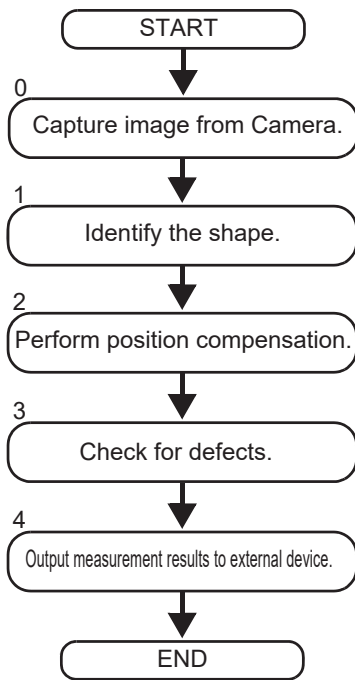 START
0
Capture image from Camera.
1
Identify the shape.
2
Perform position compensation.
3
Check for defects.
4
Output measurement results to external device.
END